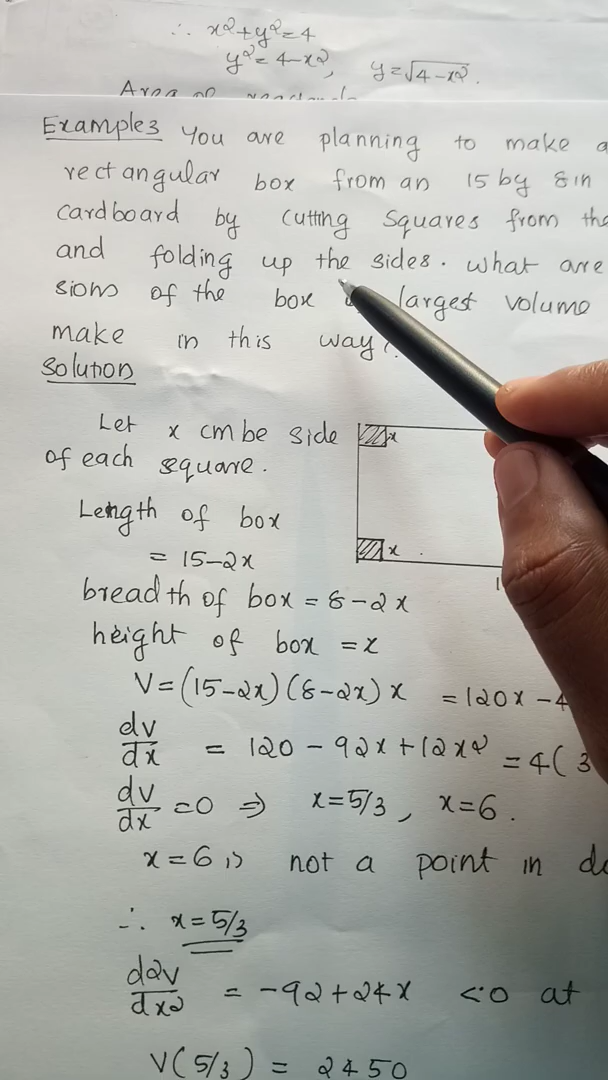 ∴ x²+y²=4
y²=4-x², y=√4-x².
Area of
Example3 You are planning to make a
rectangular box from an 15 by 8in
cardboard by cutting squares from the
and folding up the sides. what are
sions of the box largest volume
make in this way?
Solution
Let x cm be side
of each square.
x
Length of box
= 15-2x
x
breadth of box = 8-2x
height of box = x
V=(15-2x)(8-2x)x = 120x-4
dv/dx = 120-92x+12x² = 4(3
dv/dx =0 ⇒ x=5/3, x=6.
x=6 is not a point in do
∴ x=5/3
d2v/dx2 = -92+24x <0 at
V(5/3) = 2450